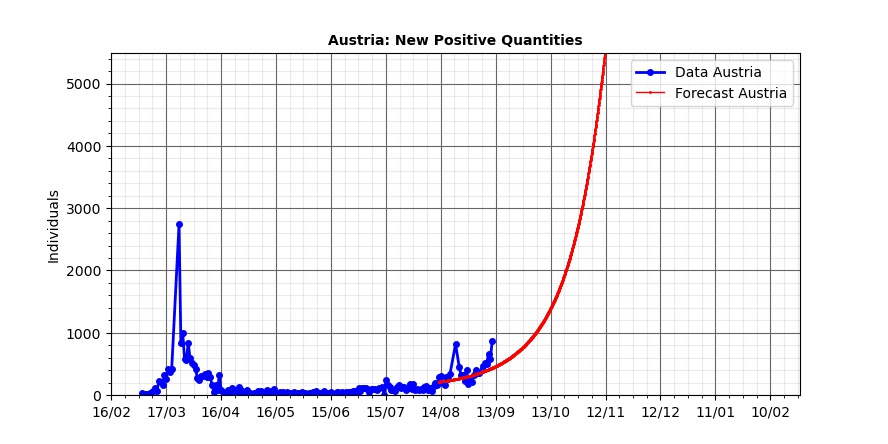 Austria: New Positive Quantities
Data Austria
Forecast Austria
Individuals
5000
4000
3000
2000
1000
0
16/02 17/03 16/04 16/05 15/06 15/07 14/08 13/09 13/10 12/11 12/12 11/01 10/02